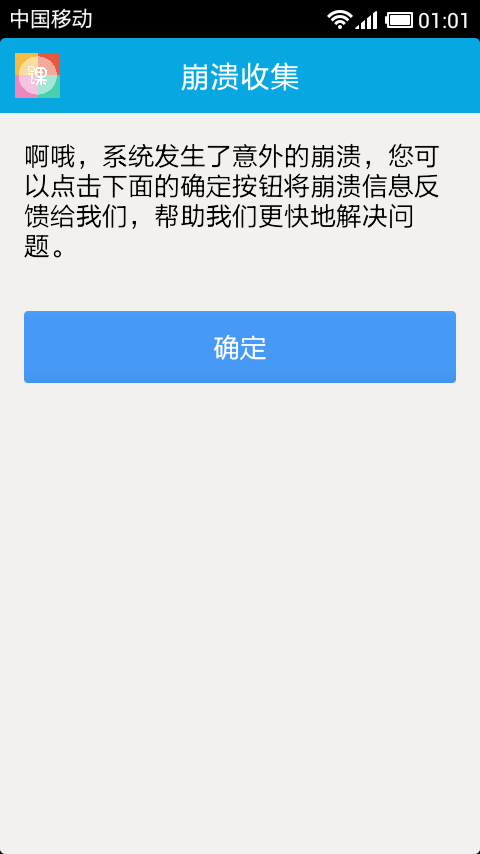 中国移动
01:01
课
崩溃收集
啊哦，系统发生了意外的崩溃，您可
以点击下面的确定按钮将崩溃信息反
馈给我们，帮助我们更快地解决问
题。
确定